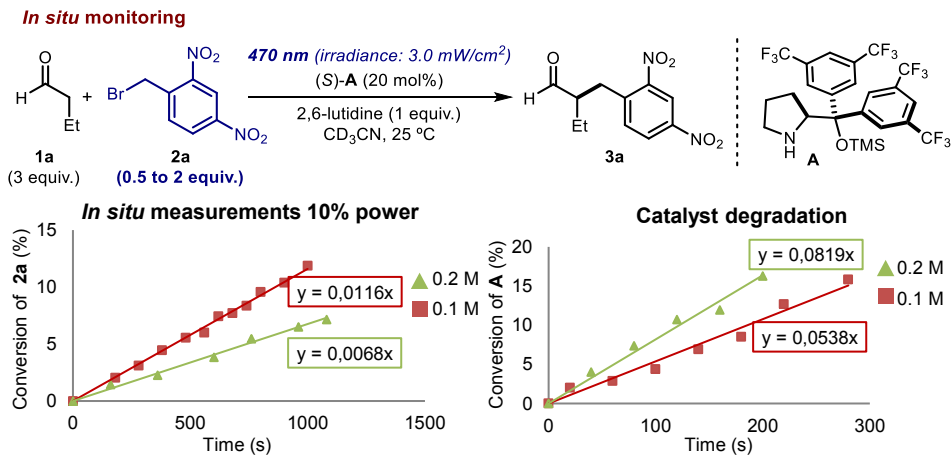 In situ monitoring
470 nm (irradiance: 3.0 mW/cm²)
(S)-A (20 mol%)
2,6-lutidine (1 equiv.)
CD₃CN, 25 ºC
O
H
Et
1a
(3 equiv.)
+
Br
NO₂
NO₂
2a
(0.5 to 2 equiv.)
O
H
Et
NO₂
NO₂
3a
F₃C
CF₃
CF₃
CF₃
N
H
OTMS
A
In situ measurements 10% power
Conversion of 2a (%)
15
10
5
0
0
500
1000
1500
Time (s)
y = 0,0116x
y = 0,0068x
0.2 M
0.1 M
Catalyst degradation
Conversion of A (%)
20
15
10
5
0
0
100
200
300
Time (s)
y = 0,0819x
y = 0,0538x
0.2 M
0.1 M